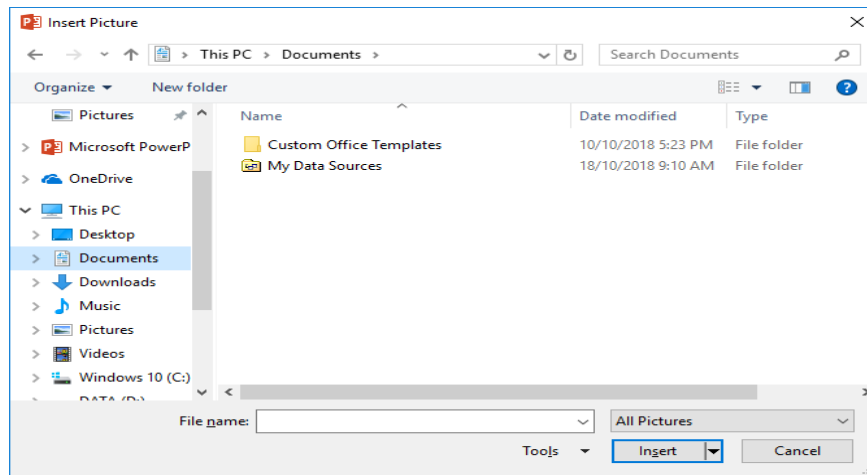 Insert Picture
This PC > Documents >
Search Documents
Organize
New folder
Pictures
Microsoft PowerP
OneDrive
This PC
Desktop
Documents
Downloads
Music
Pictures
Videos
Windows 10 (C:)
DATA (D:)
Name Date modified Type
Custom Office Templates 10/10/2018 5:23 PM File folder
My Data Sources 18/10/2018 9:10 AM File folder
File name:
All Pictures
Tools
Insert
Cancel